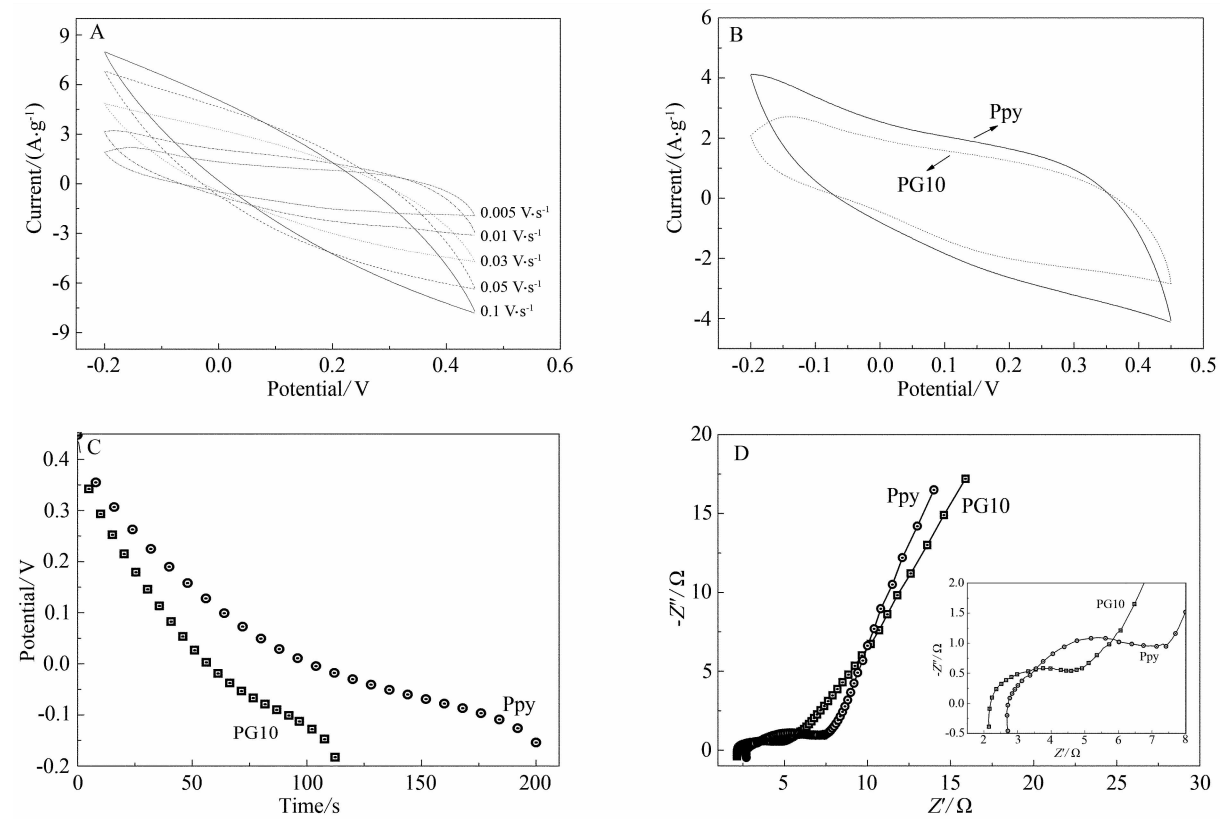 A
9
6
3
0
-3
-6
-9
Current/(A·g⁻¹)
0.005 V·s⁻¹
0.01 V·s⁻¹
0.03 V·s⁻¹
0.05 V·s⁻¹
0.1 V·s⁻¹
-0.2 0.0 0.2 0.4 0.6
Potential/V
B
6
4
2
0
-2
-4
Current/(A·g⁻¹)
Ppy
PG10
-0.2 -0.1 0.0 0.1 0.2 0.3 0.4 0.5
Potential/V
C
0.4
0.3
0.2
0.1
0.0
-0.1
-0.2
Potential/V
Ppy
PG10
0 50 100 150 200
Time/s
D
20
15
10
5
0
-Z″/Ω
Ppy
PG10
5 10 15 20 25 30
Z′/Ω
2.0
1.5
1.0
0.5
0.0
-0.5
-Z″/Ω
PG10
Ppy
2 3 4 5 6 7 8
Z′/Ω